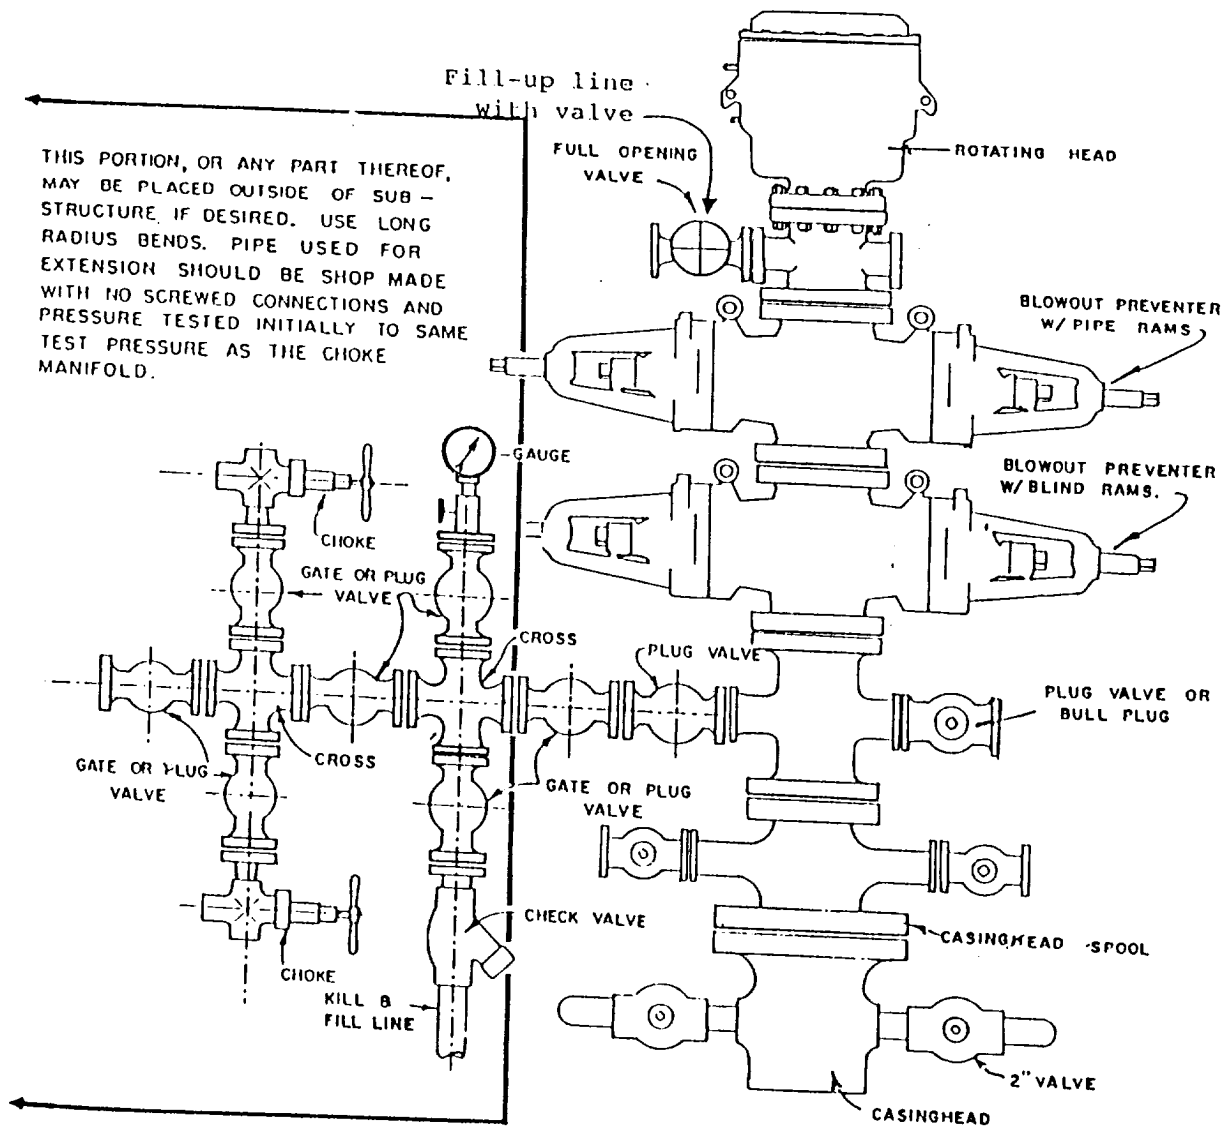 Fill-up line
with valve
FULL OPENING
VALVE
ROTATING HEAD
THIS PORTION, OR ANY PART THEREOF,
MAY BE PLACED OUTSIDE OF SUB-
STRUCTURE IF DESIRED. USE LONG
RADIUS BENDS. PIPE USED FOR
EXTENSION SHOULD BE SHOP MADE
WITH NO SCREWED CONNECTIONS AND
PRESSURE TESTED INITIALLY TO SAME
TEST PRESSURE AS THE CHOKE
MANIFOLD.
BLOWOUT PREVENTER
W/ PIPE RAMS
GAUGE
BLOWOUT PREVENTER
W/ BLIND RAMS.
CHOKE
GATE OR PLUG
VALVE
CROSS
PLUG VALVE
PLUG VALVE OR
BULL PLUG
CROSS
GATE OR PLUG
VALVE
GATE OR PLUG
VALVE
CHECK VALVE
CASINGHEAD SPOOL
CHOKE
KILL &
FILL LINE
2" VALVE
CASINGHEAD